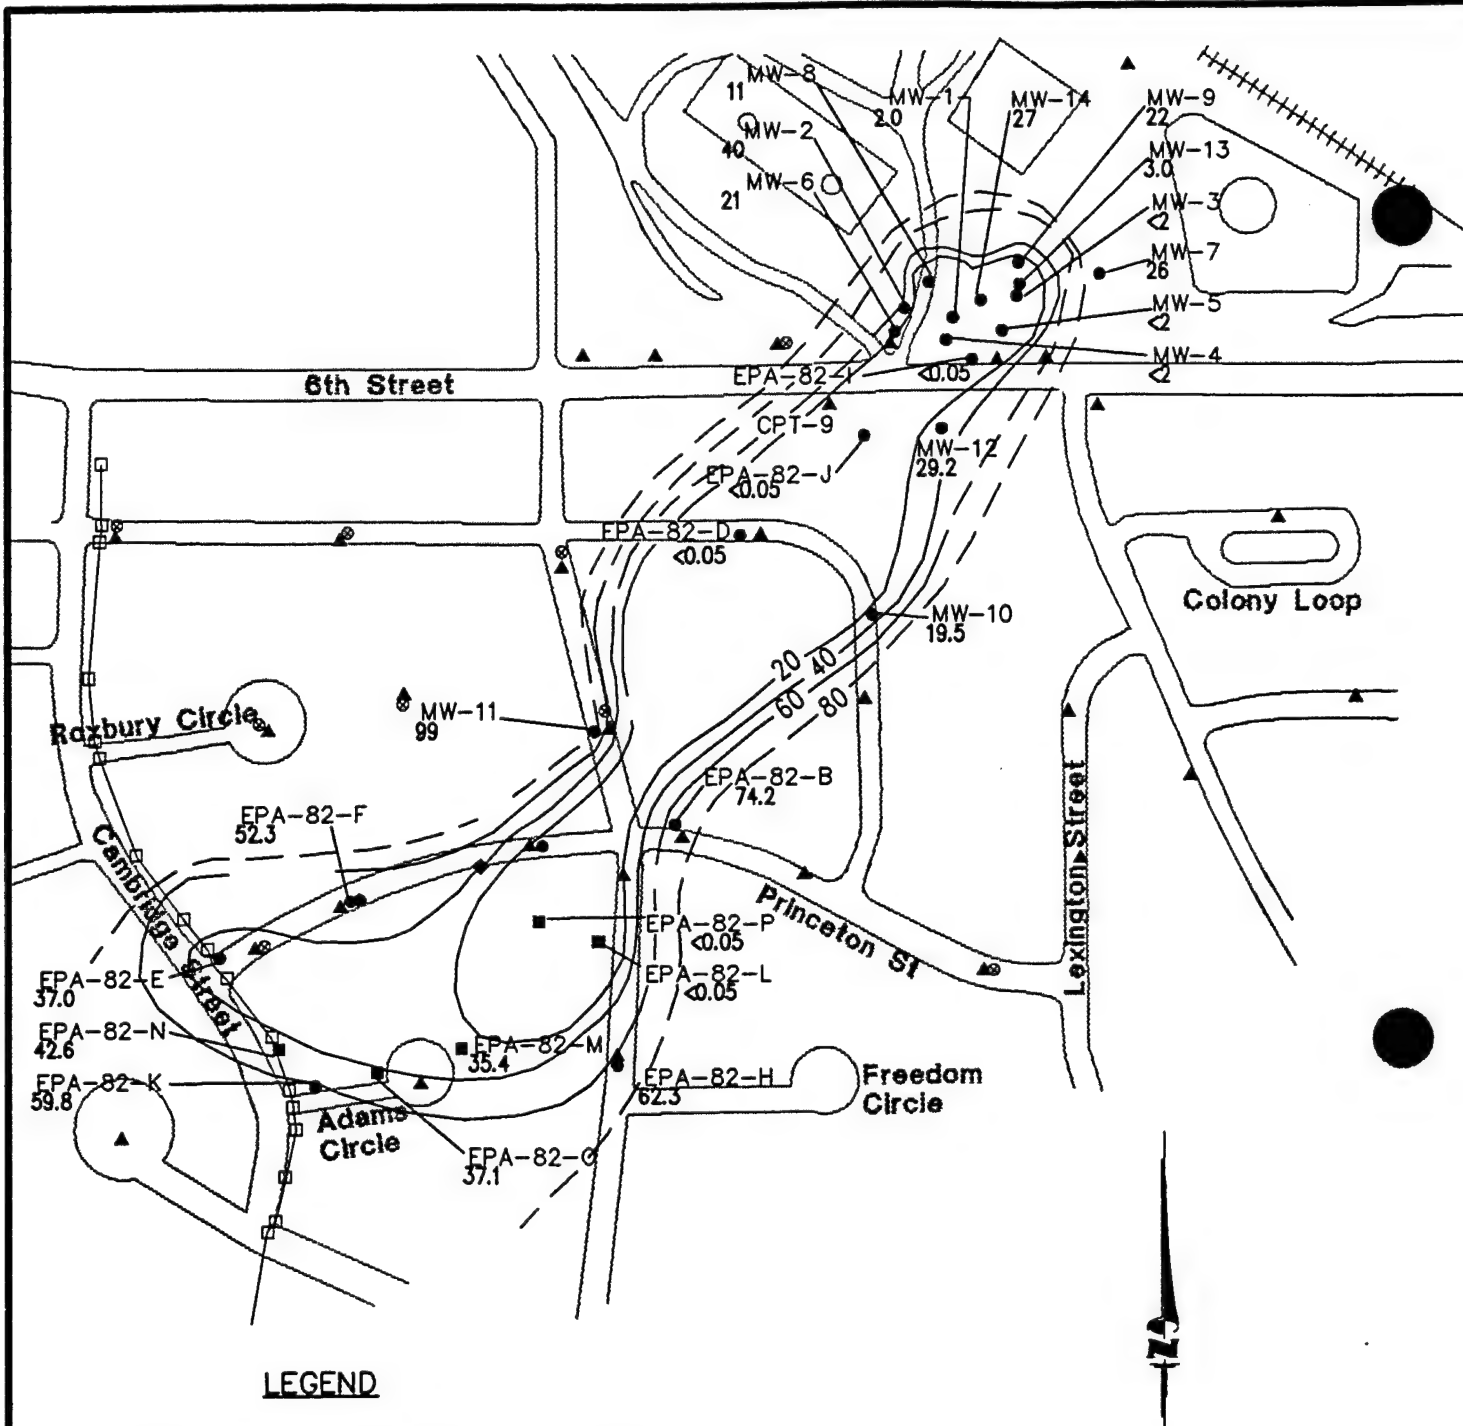 MW-8
11
MW-1
2.0
MW-14
27
MW-9
22
MW-2
40
MW-13
3.0
MW-6
21
MW-3
<2
MW-7
26
MW-5
<2
MW-4
<2
EPA-82-I
<0.05
6th Street
CPT-9
MW-12
29.2
EPA-82-J
<0.05
EPA-82-D
<0.05
Colony Loop
MW-10
19.5
20
40
60
80
Roxbury Circle
MW-11
99
EPA-82-B
74.2
EPA-82-F
52.3
Cambridge Street
Lexington Street
Princeton St
EPA-82-P
<0.05
EPA-82-L
<0.05
EPA-82-E
37.0
EPA-82-N
42.6
EPA-82-M
35.4
EPA-82-K
59.8
EPA-82-H
62.3
Freedom
Circle
Adams
Circle
EPA-82-O
37.1
N
LEGEND